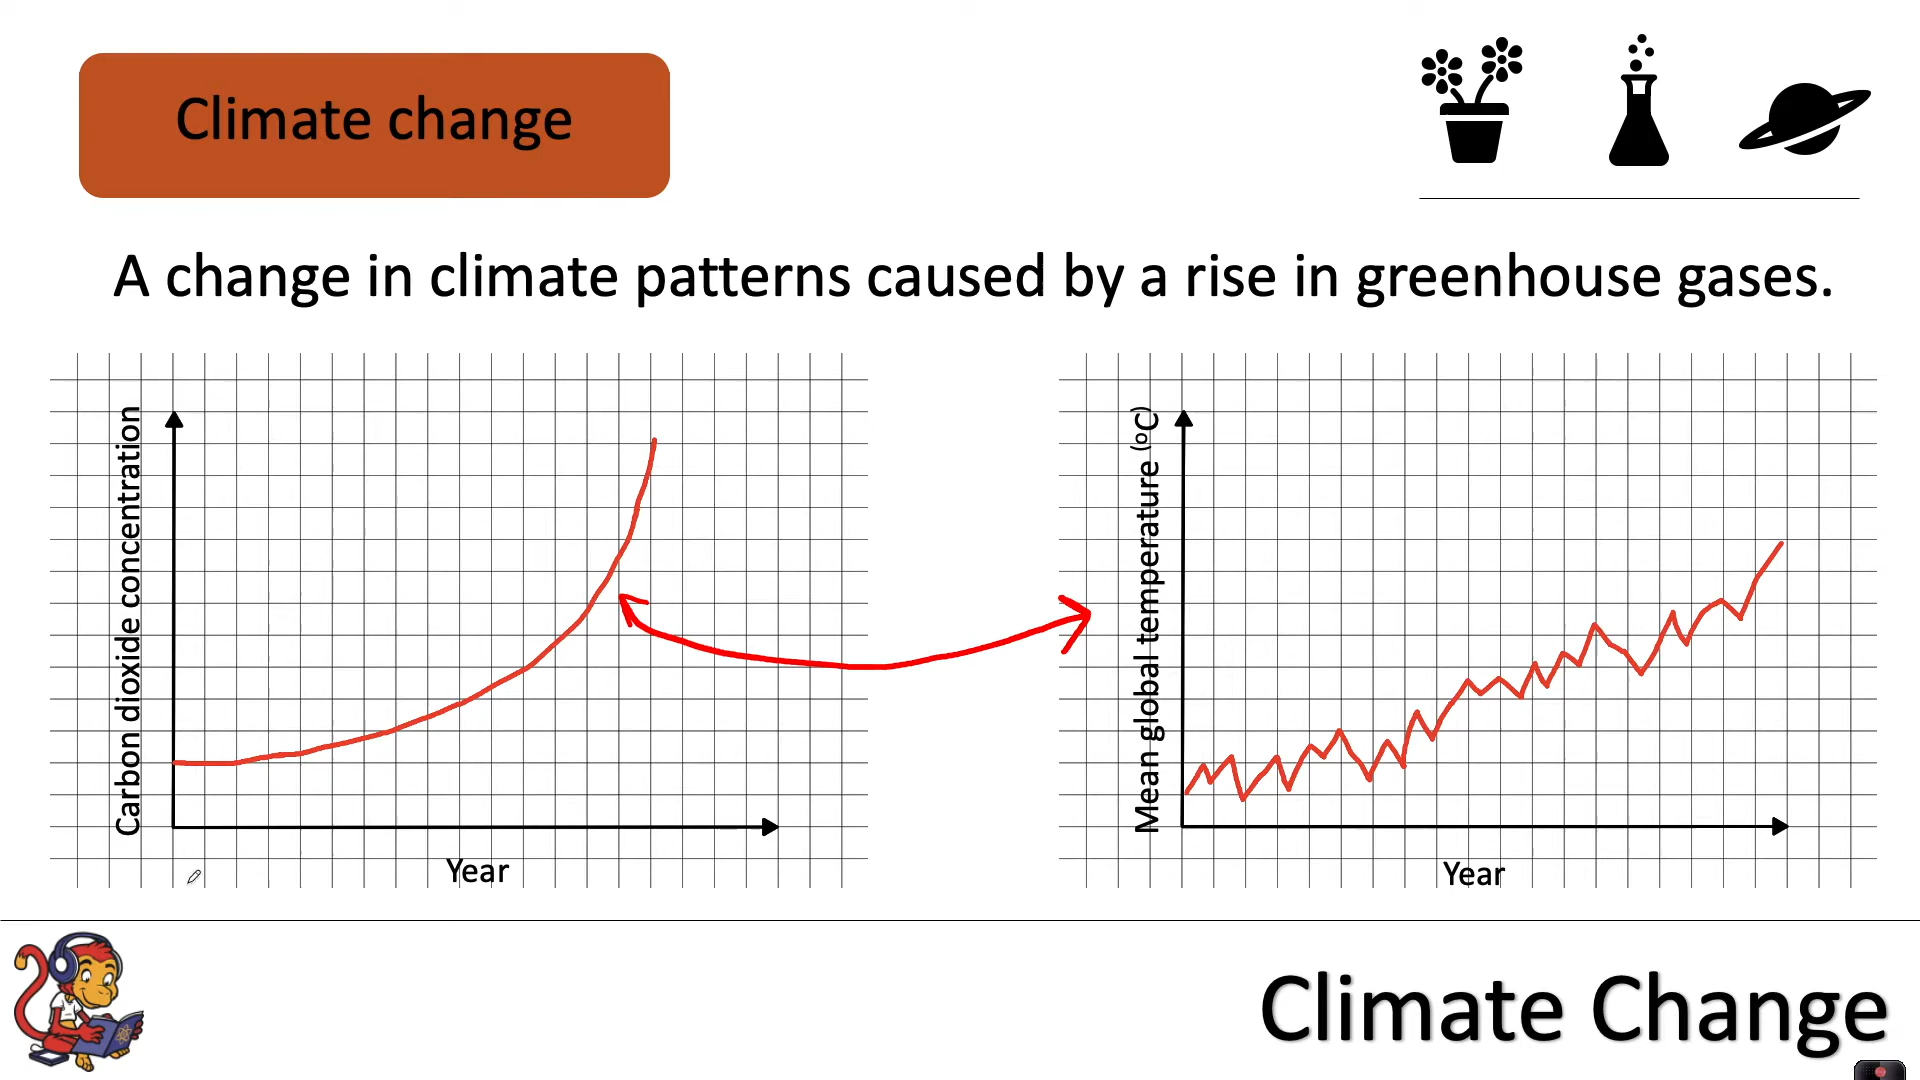 Climate change
A change in climate patterns caused by a rise in greenhouse gases.
Carbon dioxide concentration
Year
Mean global temperature (ºC)
Year
Climate Change